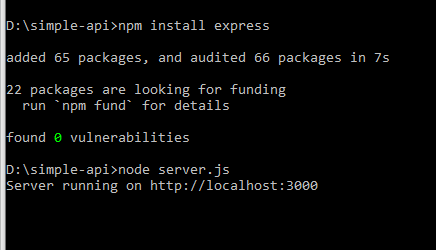 D:\simple-api>npm install express
added 65 packages, and audited 66 packages in 7s
22 packages are looking for funding
run `npm fund` for details
found 0 vulnerabilities
D:\simple-api>node server.js
Server running on http://localhost:3000